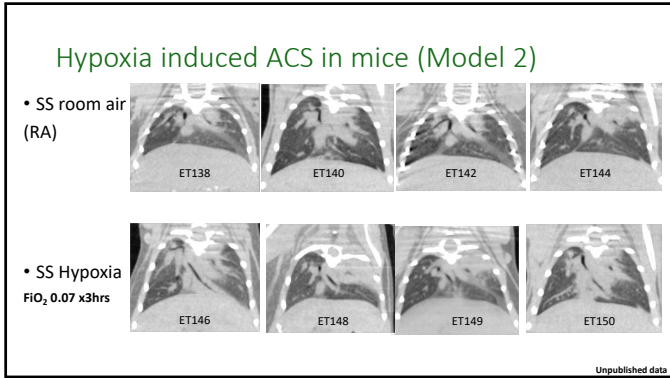 Hypoxia induced ACS in mice (Model 2)
• SS room air
(RA)
ET138
ET140
ET142
ET144
• SS Hypoxia
FiO₂ 0.07 x3hrs
ET146
ET148
ET149
ET150
Unpublished data